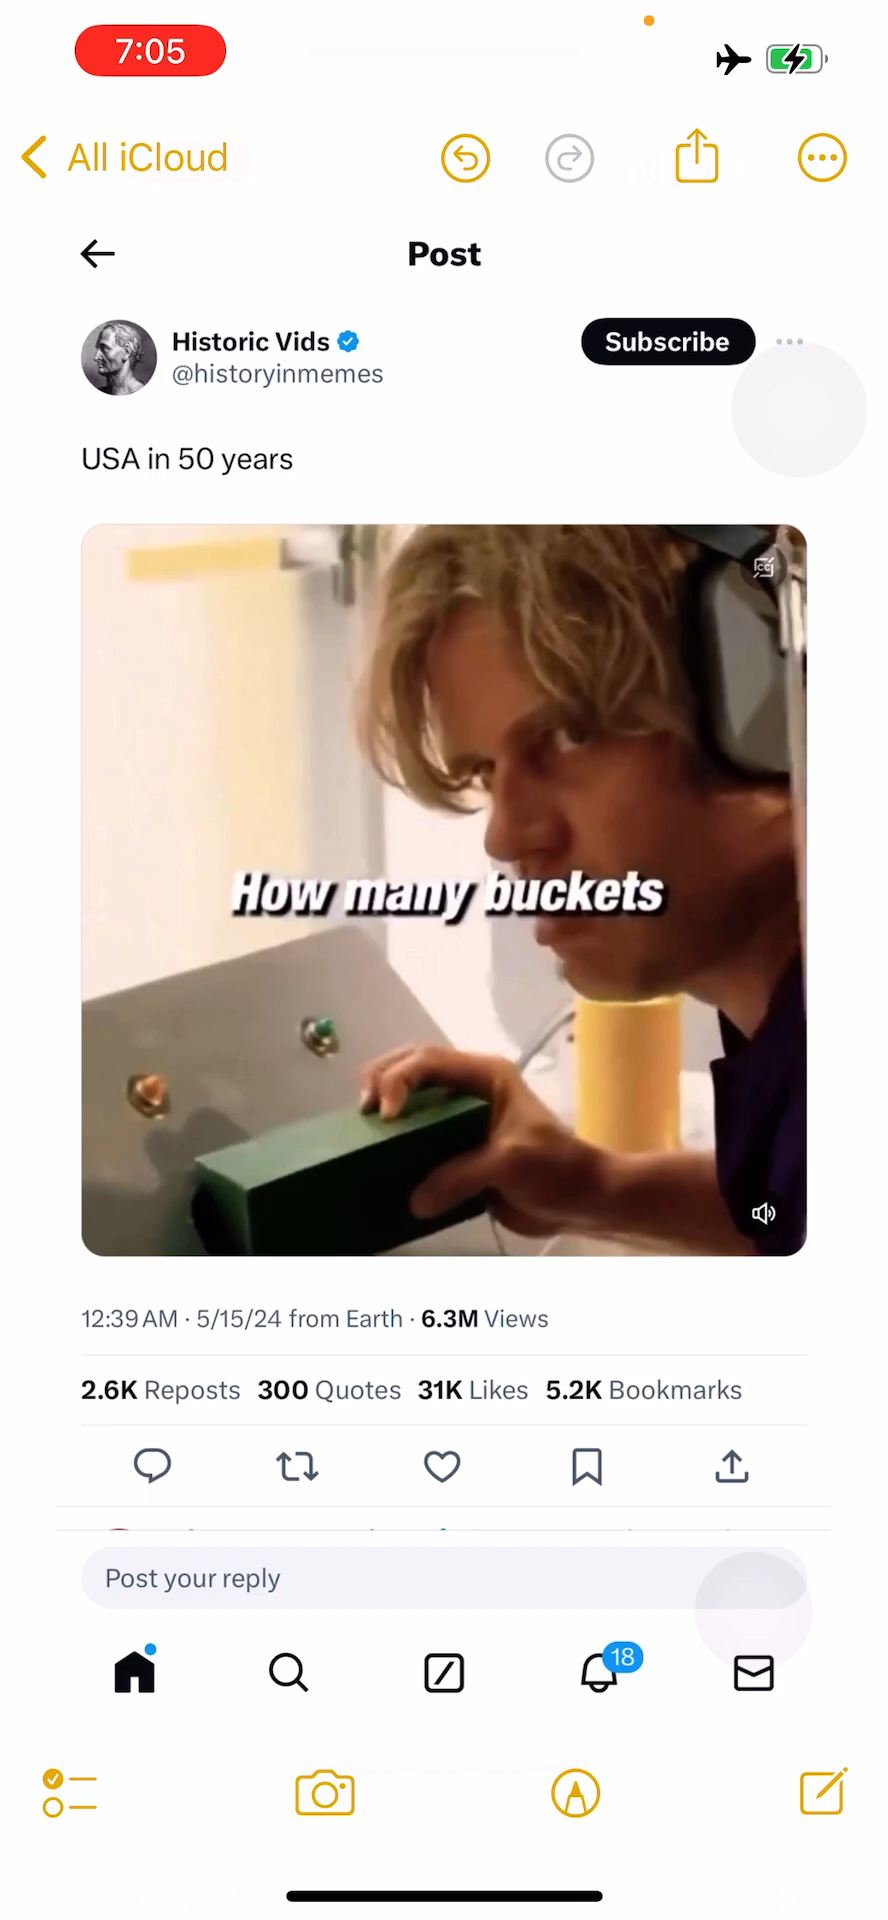 7:05
All iCloud
Post
Historic Vids
@historyinmemes
Subscribe
USA in 50 years
How many buckets
12:39 AM · 5/15/24 from Earth · 6.3M Views
2.6K Reposts 300 Quotes 31K Likes 5.2K Bookmarks
Post your reply
18